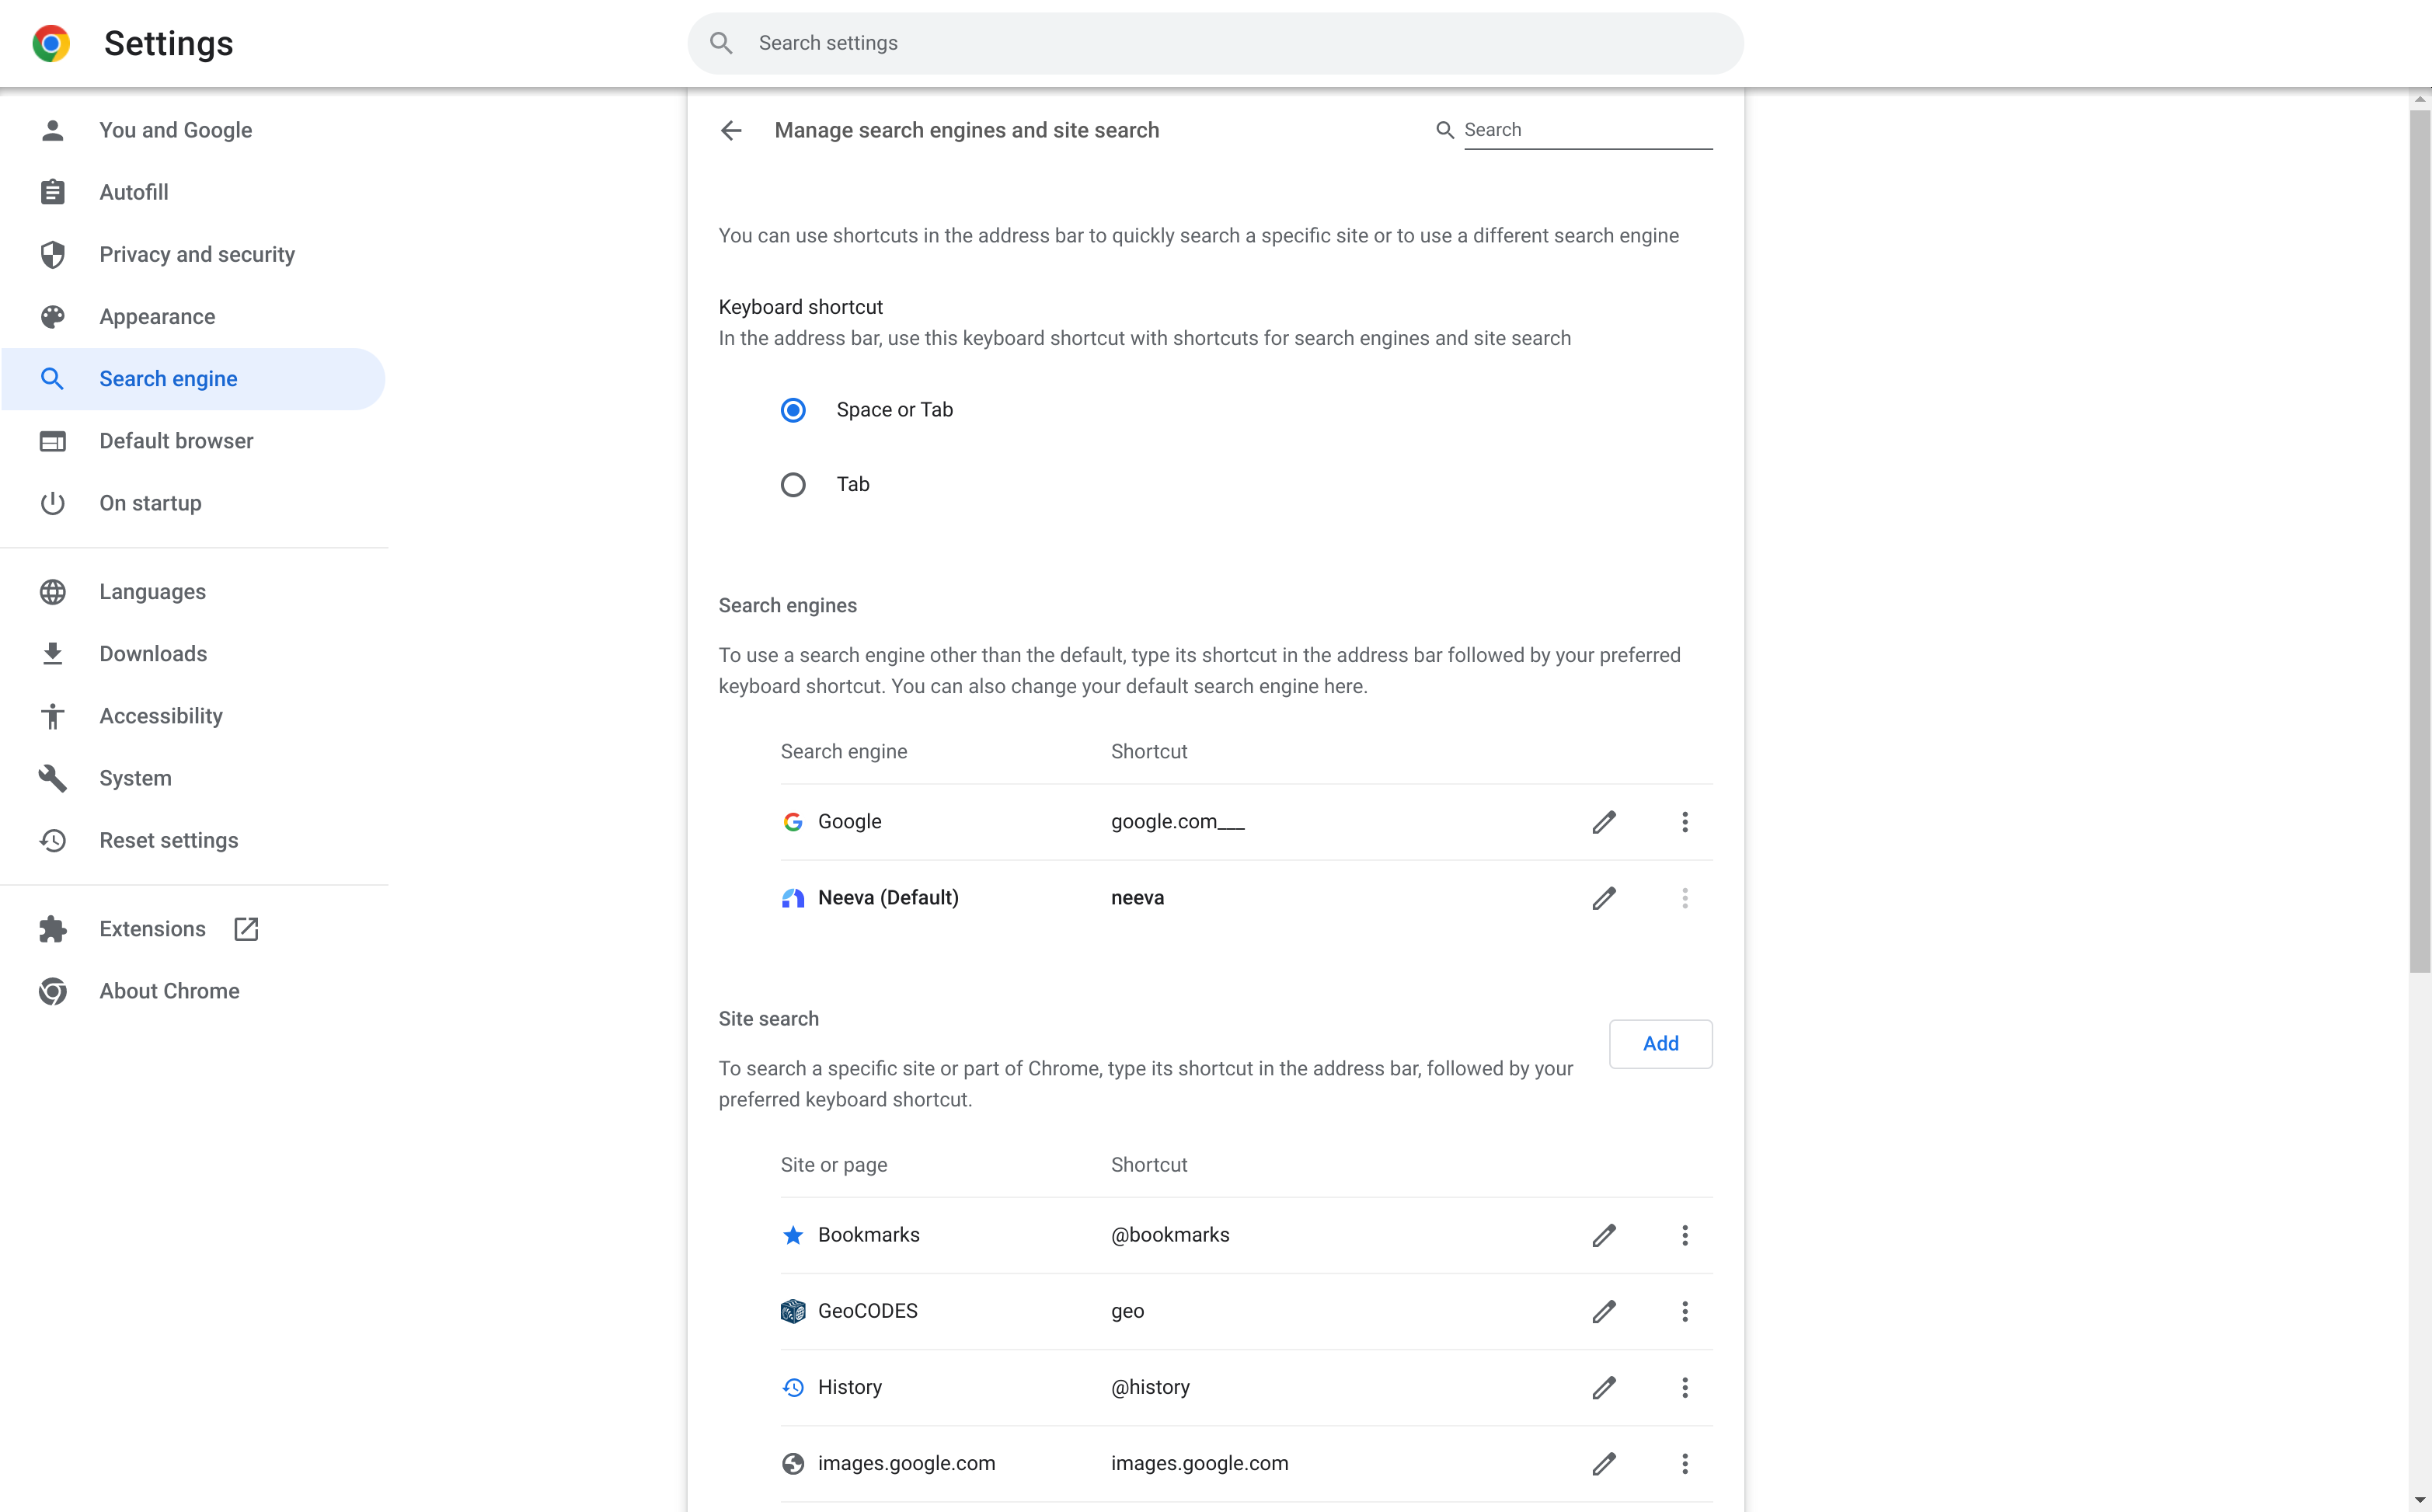 Settings
Search settings
You and Google
Autofill
Privacy and security
Appearance
Search engine
Default browser
On startup
Languages
Downloads
Accessibility
System
Reset settings
Extensions
About Chrome
Manage search engines and site search
Search
You can use shortcuts in the address bar to quickly search a specific site or to use a different search engine
Keyboard shortcut
In the address bar, use this keyboard shortcut with shortcuts for search engines and site search
Space or Tab
Tab
Search engines
To use a search engine other than the default, type its shortcut in the address bar followed by your preferred
keyboard shortcut. You can also change your default search engine here.
Search engine Shortcut
Google google.com___
Neeva (Default) neeva
Site search
Add
To search a specific site or part of Chrome, type its shortcut in the address bar, followed by your
preferred keyboard shortcut.
Site or page Shortcut
Bookmarks @bookmarks
GeoCODES geo
History @history
images.google.com images.google.com